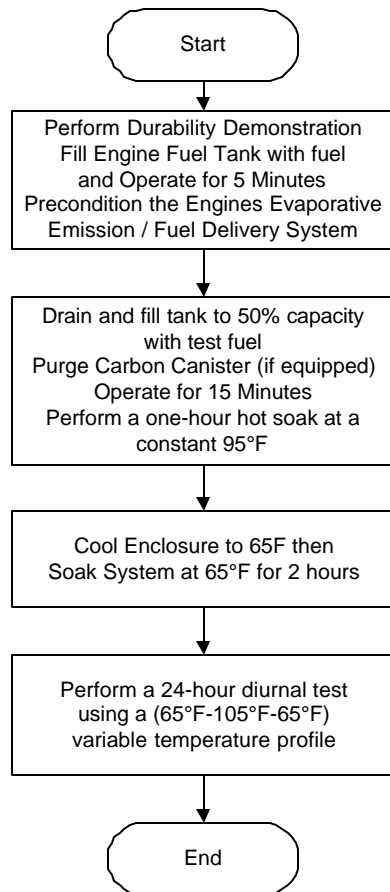 Start
Perform Durability Demonstration
Fill Engine Fuel Tank with fuel
and Operate for 5 Minutes
Precondition the Engines Evaporative
Emission / Fuel Delivery System
Drain and fill tank to 50% capacity
with test fuel
Purge Carbon Canister (if equipped)
Operate for 15 Minutes
Perform a one-hour hot soak at a
constant 95°F
Cool Enclosure to 65F then
Soak System at 65°F for 2 hours
Perform a 24-hour diurnal test
using a (65°F-105°F-65°F)
variable temperature profile
End